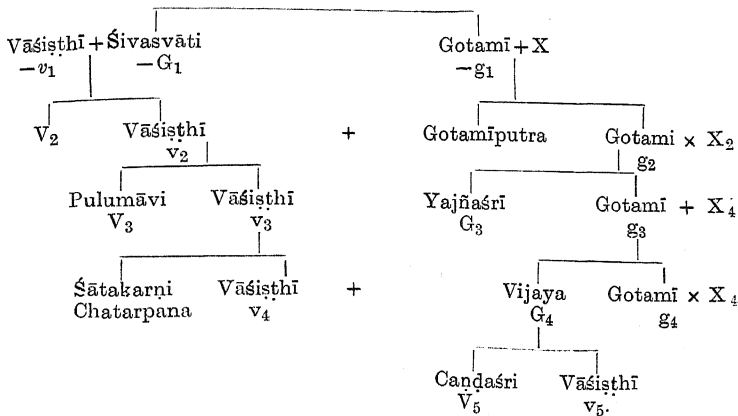 Vāśiṣṭhī + Śivasvāti Gotamī + X
—v₁ —G₁ —g₁
V₂ Vāśiṣṭhī + Gotamīputra Gotami × X₂
v₂ g₂
Pulumāvi Vāśiṣṭhī Yajñaśrī Gotamī + X₄
V₃ v₃ G₃ g₃
Śātakarṇi Vāśiṣṭhī + Vijaya Gotamī × X₄
Chatarpana v₄ G₄ g₄
Caṇḍaśri Vāśiṣṭhī
V₅ v₅.